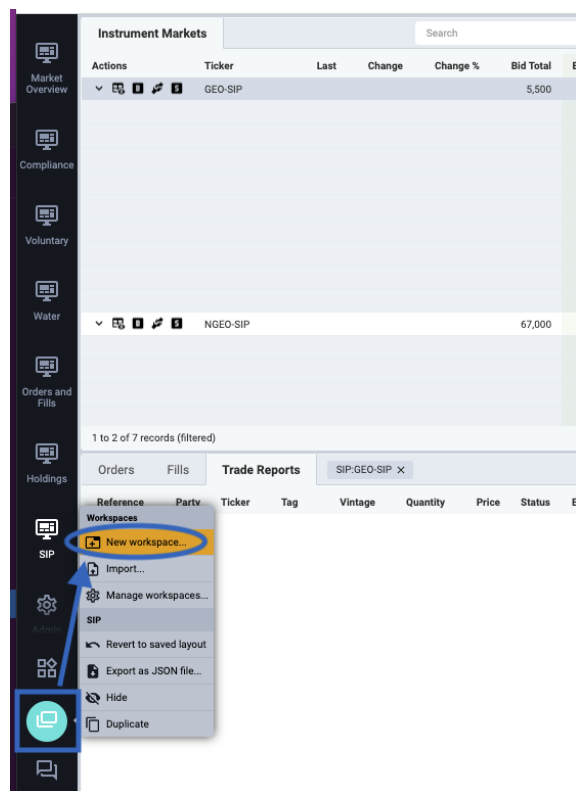 Instrument Markets
Search
Actions Ticker Last Change Change % Bid Total
GEO-SIP 5,500
NGEO-SIP 67,000
1 to 2 of 7 records (filtered)
Orders Fills Trade Reports SIP:GEO-SIP
Reference Party Ticker Tag Vintage Quantity Price Status
Market
Overview
Compliance
Voluntary
Water
Orders and
Fills
Holdings
SIP
Admin
Workspaces
New workspace...
Import...
Manage workspaces...
SIP
Revert to saved layout
Export as JSON file...
Hide
Duplicate